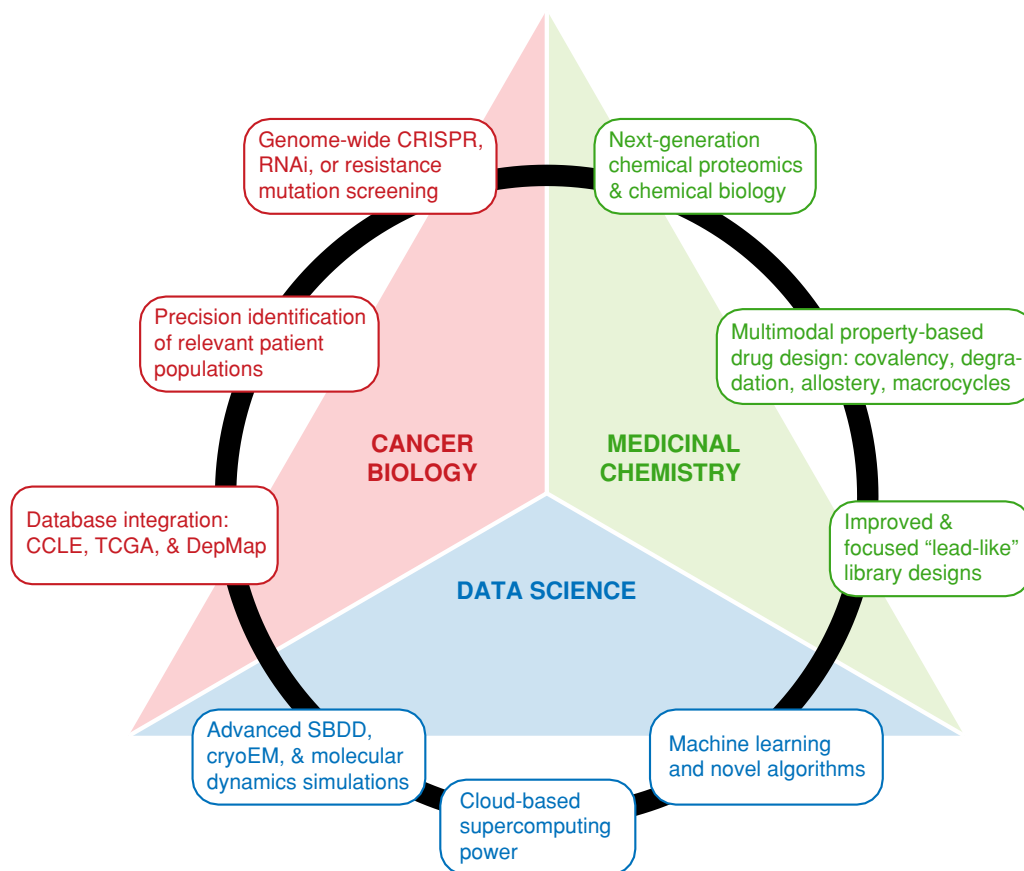 Genome-wide CRISPR,
RNAi, or resistance
mutation screening
Next-generation
chemical proteomics
& chemical biology
Precision identification
of relevant patient
populations
Multimodal property-based
drug design: covalency, degra-
dation, allostery, macrocycles
CANCER
BIOLOGY
MEDICINAL
CHEMISTRY
Database integration:
CCLE, TCGA, & DepMap
Improved &
focused “lead-like”
library designs
DATA SCIENCE
Advanced SBDD,
cryoEM, & molecular
dynamics simulations
Machine learning
and novel algorithms
Cloud-based
supercomputing
power